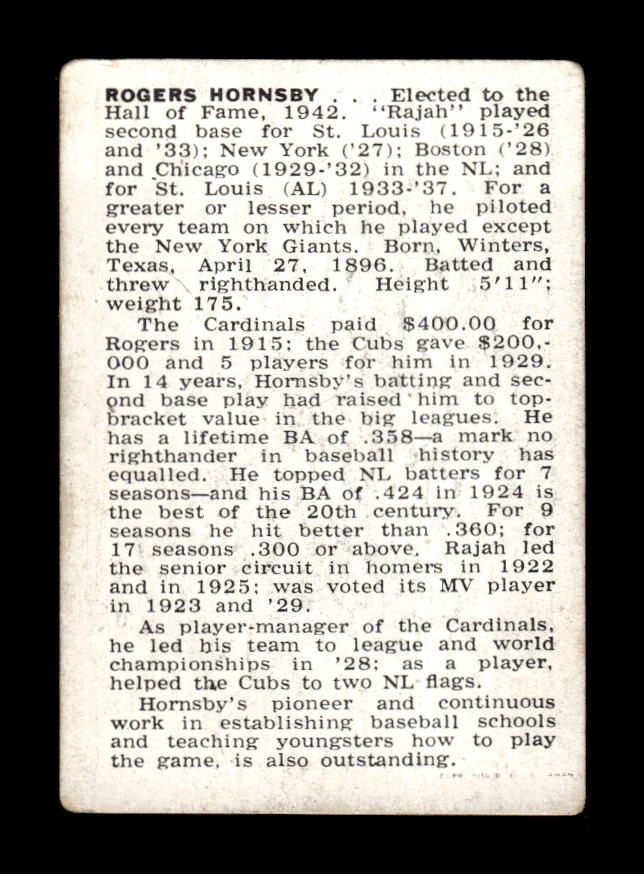 ROGERS HORNSBY . . . Elected to the
Hall of Fame, 1942. "Rajah" played
second base for St. Louis (1915-'26
and '33); New York ('27); Boston ('28)
and Chicago (1929-'32) in the NL; and
for St. Louis (AL) 1933-'37. For a
greater or lesser period, he piloted
every team on which he played except
the New York Giants. Born, Winters,
Texas, April 27, 1896. Batted and
threw righthanded. Height 5'11";
weight 175.
The Cardinals paid $400.00 for
Rogers in 1915; the Cubs gave $200,-
000 and 5 players for him in 1929.
In 14 years, Hornsby's batting and sec-
ond base play had raised him to top-
bracket value in the big leagues. He
has a lifetime BA of .358—a mark no
righthander in baseball history has
equalled. He topped NL batters for 7
seasons—and his BA of .424 in 1924 is
the best of the 20th century. For 9
seasons he hit better than .360; for
17 seasons .300 or above. Rajah led
the senior circuit in homers in 1922
and in 1925; was voted its MV player
in 1923 and '29.
As player-manager of the Cardinals,
he led his team to league and world
championships in '28; as a player,
helped the Cubs to two NL flags.
Hornsby's pioneer and continuous
work in establishing baseball schools
and teaching youngsters how to play
the game, is also outstanding.